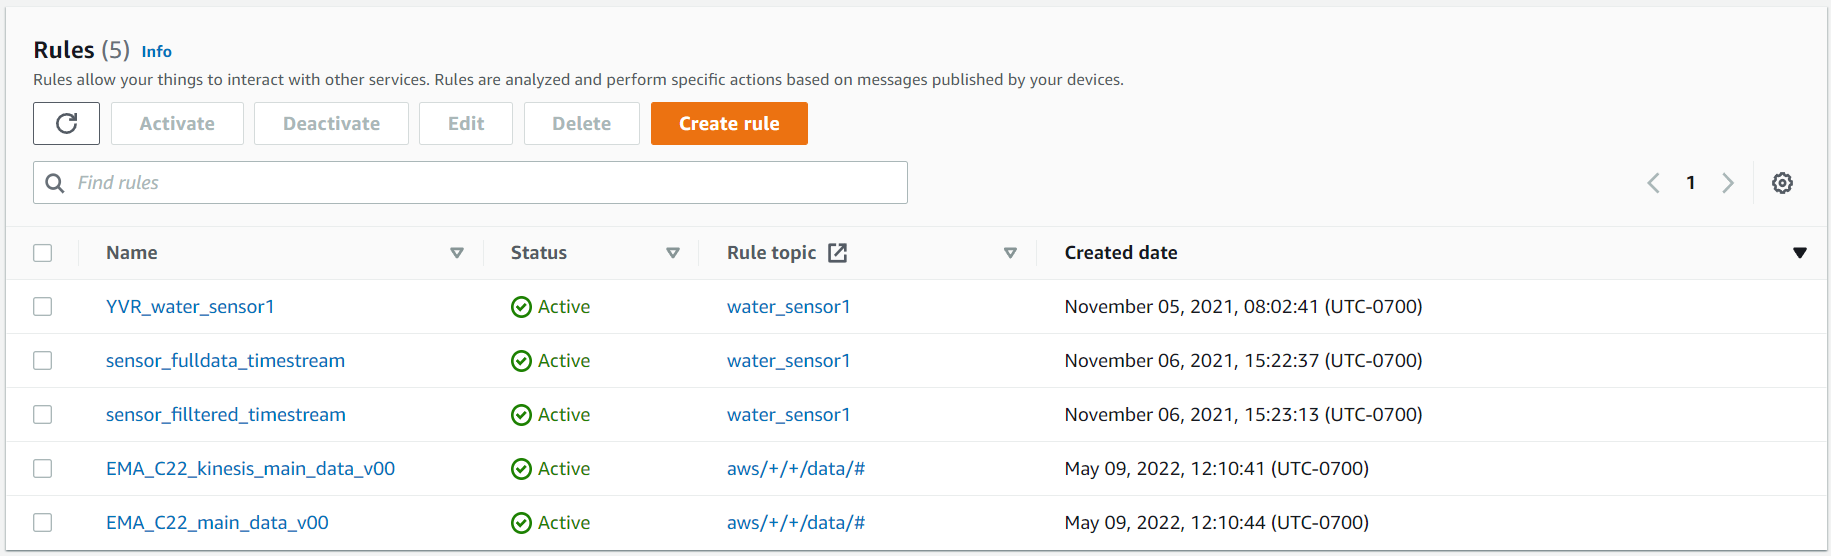 Rules (5) Info
Rules allow your things to interact with other services. Rules are analyzed and perform specific actions based on messages published by your devices.
Activate Deactivate Edit Delete Create rule
Find rules 1
Name Status Rule topic Created date
YVR_water_sensor1 Active water_sensor1 November 05, 2021, 08:02:41 (UTC-0700)
sensor_fulldata_timestream Active water_sensor1 November 06, 2021, 15:22:37 (UTC-0700)
sensor_filltered_timestream Active water_sensor1 November 06, 2021, 15:23:13 (UTC-0700)
EMA_C22_kinesis_main_data_v00 Active aws/+/+/data/# May 09, 2022, 12:10:41 (UTC-0700)
EMA_C22_main_data_v00 Active aws/+/+/data/# May 09, 2022, 12:10:44 (UTC-0700)